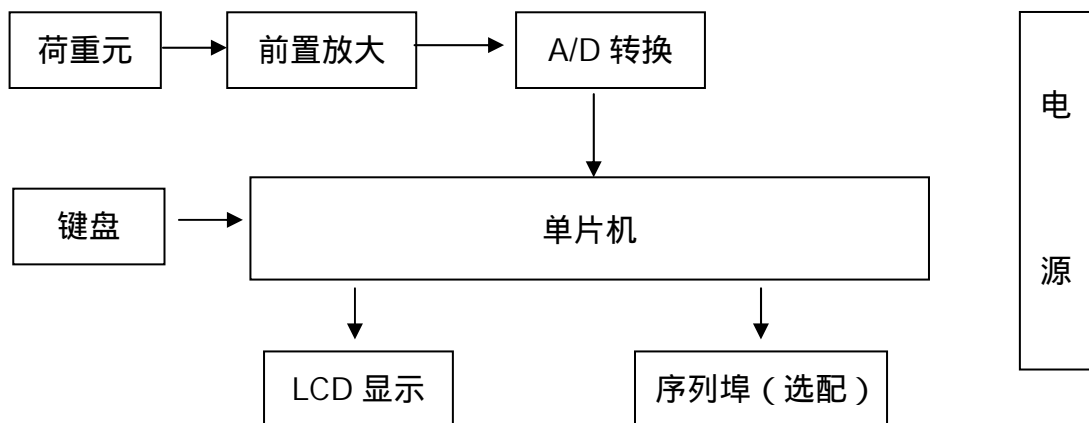 荷重元
前置放大
A/D 转换
电
源
键盘
单片机
LCD 显示
序列埠（选配）